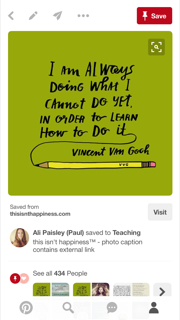 Save
I AM ALWAYS
DOING WHAT I
CANNOT DO YET,
IN ORDER TO LEARN
HOW TO DO it
VINCENT VAN GOGH
Saved from
thisisnthappiness.com
Visit
Ali Paisley (Paul) saved to Teaching
this isn't happiness™ - photo caption
contains external link
See all 434 People